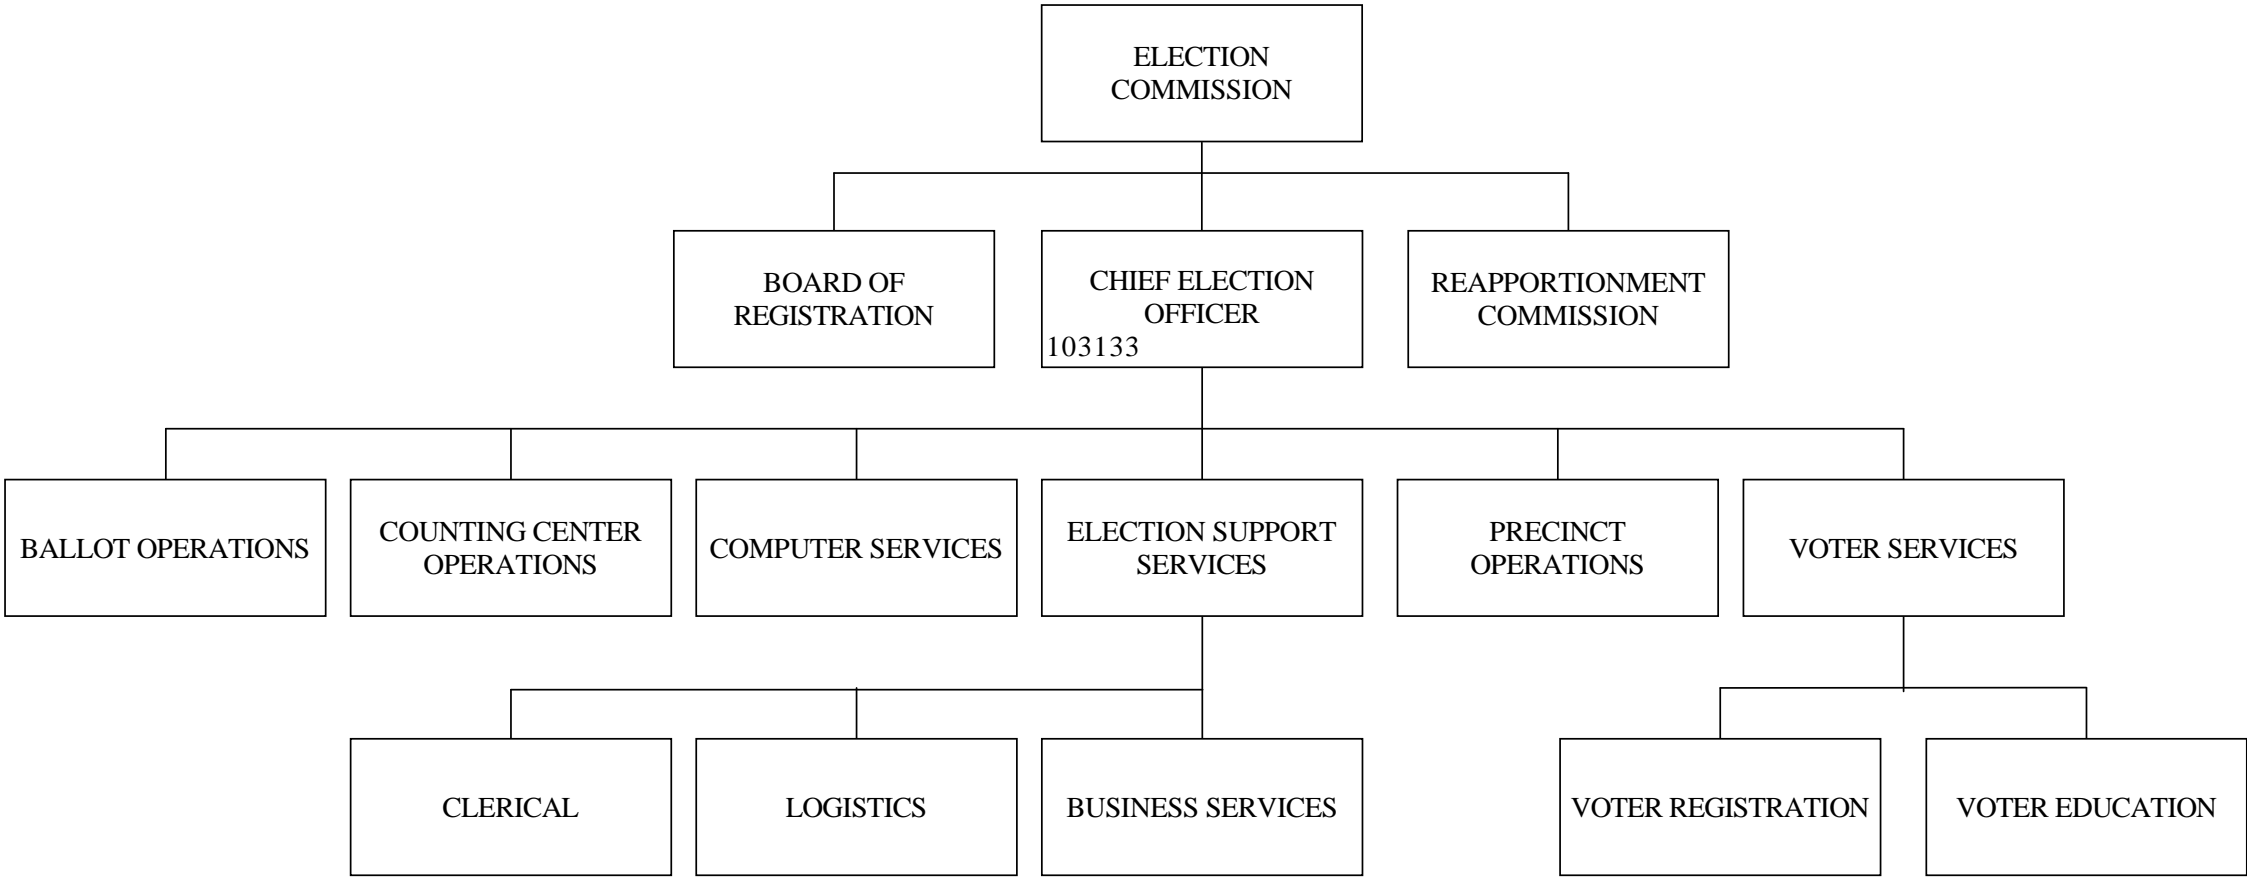 ELECTION
COMMISSION
BOARD OF
REGISTRATION
CHIEF ELECTION
OFFICER
103133
REAPPORTIONMENT
COMMISSION
BALLOT OPERATIONS
COUNTING CENTER
OPERATIONS
COMPUTER SERVICES
ELECTION SUPPORT
SERVICES
PRECINCT
OPERATIONS
VOTER SERVICES
CLERICAL
LOGISTICS
BUSINESS SERVICES
VOTER REGISTRATION
VOTER EDUCATION